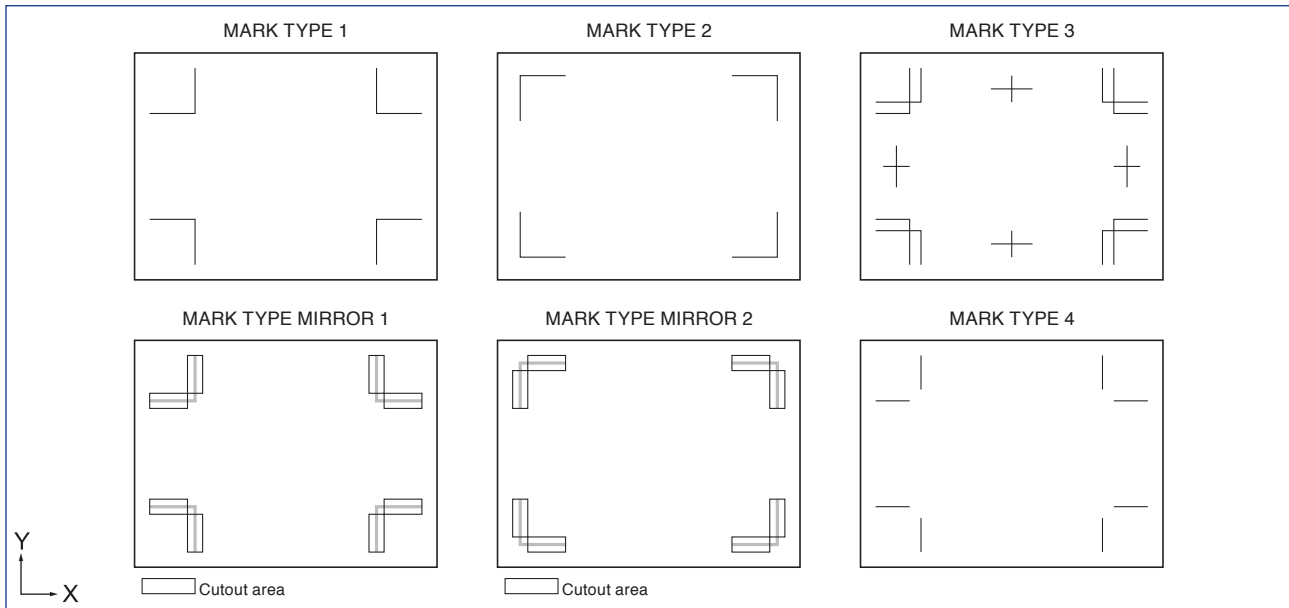 MARK TYPE 1
MARK TYPE 2
MARK TYPE 3
MARK TYPE MIRROR 1
MARK TYPE MIRROR 2
MARK TYPE 4
Y
X
Cutout area
Cutout area